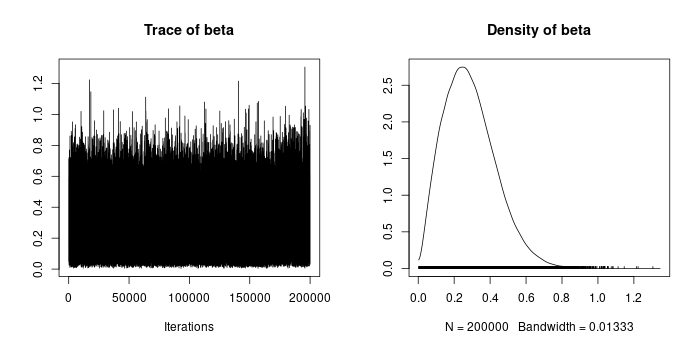 Trace of beta
0.0 0.2 0.4 0.6 0.8 1.0 1.2
0 50000 100000 150000 200000
Iterations
Density of beta
0.0 0.5 1.0 1.5 2.0 2.5
0.0 0.2 0.4 0.6 0.8 1.0 1.2
N = 200000 Bandwidth = 0.01333